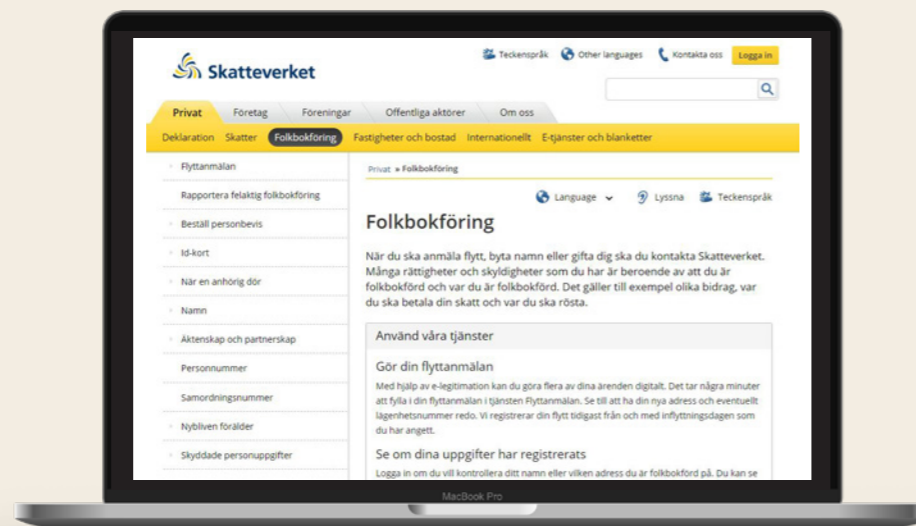 Teckenspråk Other languages Kontakta oss Logga in
Skatteverket
Privat Företag Föreningar Offentliga aktörer Om oss
Deklaration Skatter Folkbokföring Fastigheter och bostad Internationellt E-tjänster och blanketter
Flyttanmälan
Rapportera felaktig folkbokföring
Beställ personbevis
Id-kort
När en anhörig dör
Namn
Äktenskap och partnerskap
Personnummer
Samordningsnummer
Nybliven förälder
Skyddade personuppgifter
Privat » Folkbokföring
Language Lyssna Teckenspråk
Folkbokföring
När du ska anmäla flytt, byta namn eller gifta dig ska du kontakta Skatteverket.
Många rättigheter och skyldigheter som du har är beroende av att du är
folkbokförd och var du är folkbokförd. Det gäller till exempel olika bidrag, var
du ska betala din skatt och var du ska rösta.
Använd våra tjänster
Gör din flyttanmälan
Med hjälp av e-legitimation kan du göra flera av dina ärenden digitalt. Det tar några minuter
att fylla i din flyttanmälan i tjänsten Flyttanmälan. Se till att ha din nya adress och eventuellt
lägenhetsnummer redo. Vi registrerar din flytt tidigast från och med inflyttningsdagen som
du har angett.
Se om dina uppgifter har registrerats
Logga in om du vill kontrollera ditt namn eller vilken adress du är folkbokförd på. Du kan se
MacBook Pro